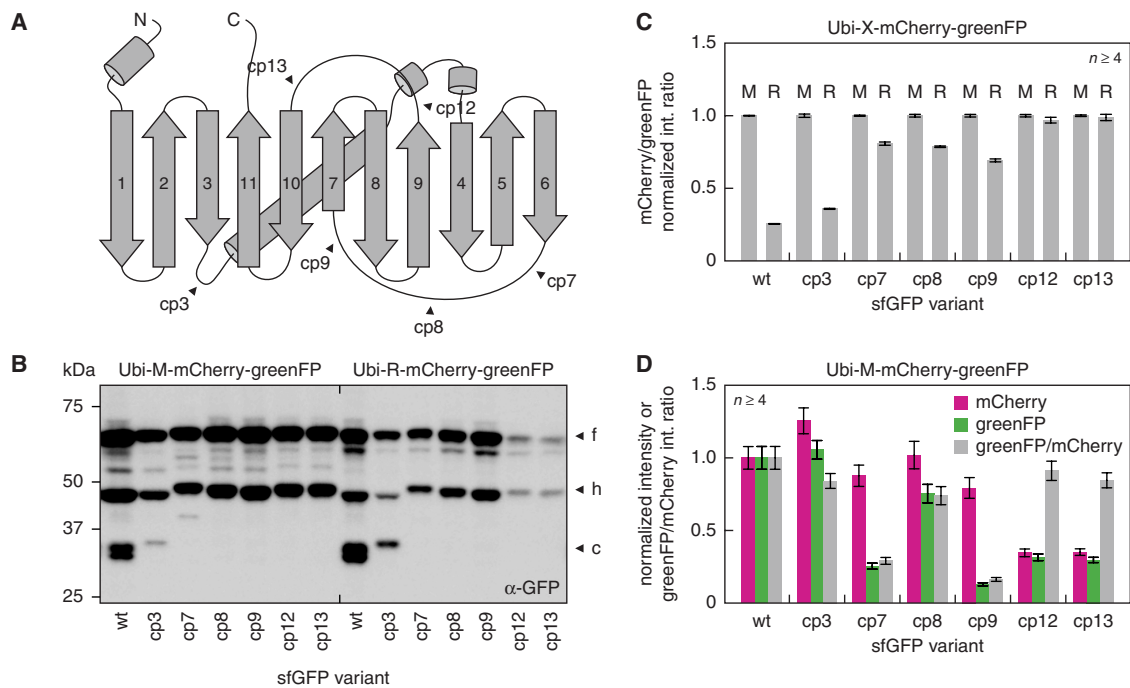 A
N
C
cp13
cp12
1
2
3
11
10
7
8
9
4
5
6
cp3
cp9
cp8
cp7
B
kDa
Ubi-M-mCherry-greenFP
Ubi-R-mCherry-greenFP
75
50
37
25
f
h
c
α-GFP
wt
cp3
cp7
cp8
cp9
cp12
cp13
wt
cp3
cp7
cp8
cp9
cp12
cp13
sfGFP variant
C
Ubi-X-mCherry-greenFP
mCherry/greenFP
normalized int. ratio
1.5
1.0
0.5
0
n ≥ 4
M R M R M R M R M R M R M R
wt cp3 cp7 cp8 cp9 cp12 cp13
sfGFP variant
D
Ubi-M-mCherry-greenFP
normalized intensity or
greenFP/mCherry int. ratio
1.5
1.0
0.5
0
n ≥ 4
mCherry
greenFP
greenFP/mCherry
wt cp3 cp7 cp8 cp9 cp12 cp13
sfGFP variant